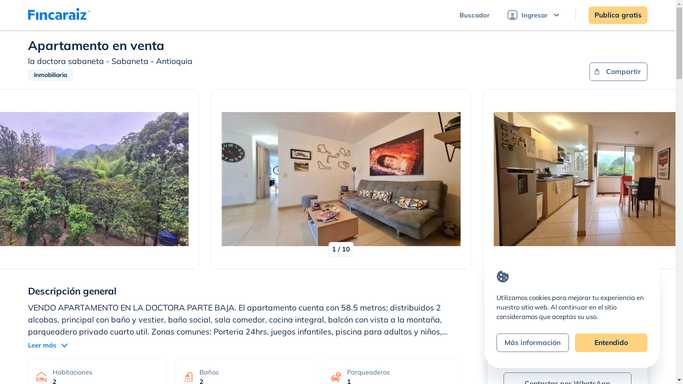 Fincaraiz
Buscador
Ingresar
Publica gratis
Apartamento en venta
la doctora sabaneta - Sabaneta - Antioquia
Inmobiliaria
Compartir
1 / 10
Descripción general
VENDO APARTAMENTO EN LA DOCTORA PARTE BAJA. El apartamento cuenta con 58.5 metros; distribuidos 2
alcobas, principal con baño y vestier, baño social, sala comedor, cocina integral, balcón con vista a la montaña,
parqueadero privado cuarto util. Zonas comunes: Porteria 24hrs, juegos infantiles, piscina para adultos y niños,...
Leer más
Habitaciones
2
Baños
2
Parqueaderos
1
Utilizamos cookies para mejorar tu experiencia en
nuestro sitio web. Al continuar en el sitio
consideramos que aceptas su uso.
Más información
Entendido
Contactar por WhatsApp